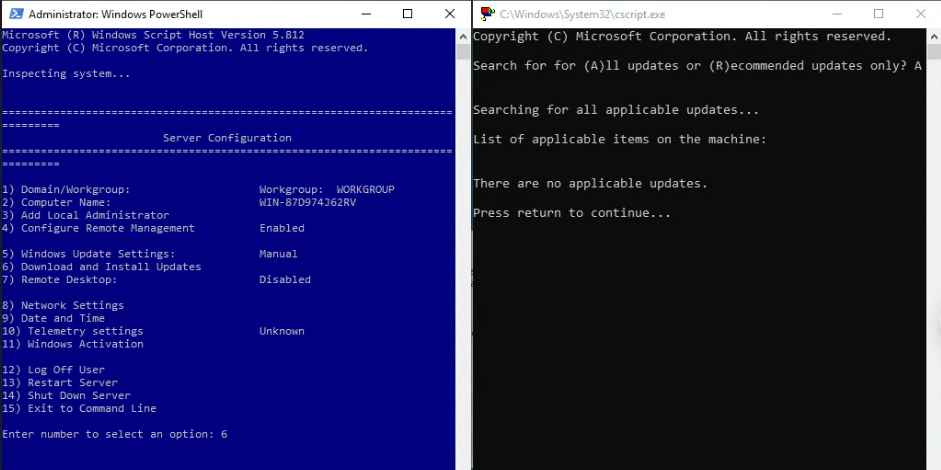 Administrator: Windows PowerShell
Microsoft (R) Windows Script Host Version 5.812
Copyright (C) Microsoft Corporation. All rights reserved.
Inspecting system...
===============================================================================
Server Configuration
===============================================================================
1) Domain/Workgroup: Workgroup: WORKGROUP
2) Computer Name: WIN-87D974J62RV
3) Add Local Administrator
4) Configure Remote Management Enabled
5) Windows Update Settings: Manual
6) Download and Install Updates
7) Remote Desktop: Disabled
8) Network Settings
9) Date and Time
10) Telemetry settings Unknown
11) Windows Activation
12) Log Off User
13) Restart Server
14) Shut Down Server
15) Exit to Command Line
Enter number to select an option: 6
C:\Windows\System32\cscript.exe
Copyright (C) Microsoft Corporation. All rights reserved.
Search for for (A)ll updates or (R)ecommended updates only? A
Searching for all applicable updates...
List of applicable items on the machine:
There are no applicable updates.
Press return to continue...